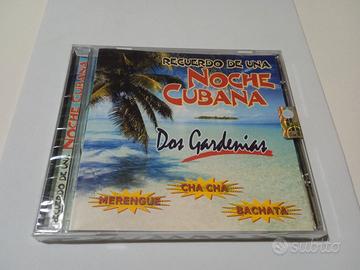 RECUERDO DE UNA
NOCHE
CUBANA
Dos Gardenias
CHA CHA
MERENGUE
BACHATA
RECUERDO DE UNA NOCHE CUBANA
subito